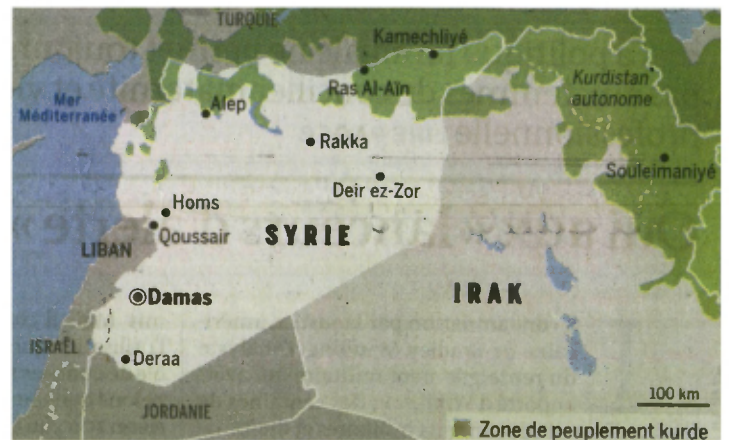 TURQUIE
Kamechliyé
Mer
Méditerranée
Alep
Ras Al-Aïn
Kurdistan
autonome
Rakka
Souleimaniyé
Deir ez-Zor
Homs
Qoussair
LIBAN
SYRIE
Damas
IRAK
ISRAËL
Deraa
100 km
JORDANIE
Zone de peuplement kurde